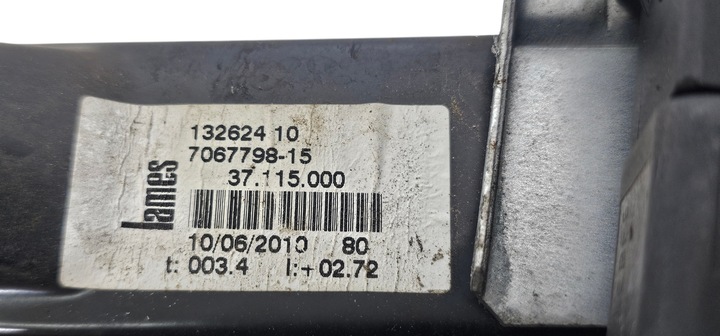 lames
132624 10
7067798-15
37.115.000
10/06/2010 80
t: 003.4 I:+ 02.72